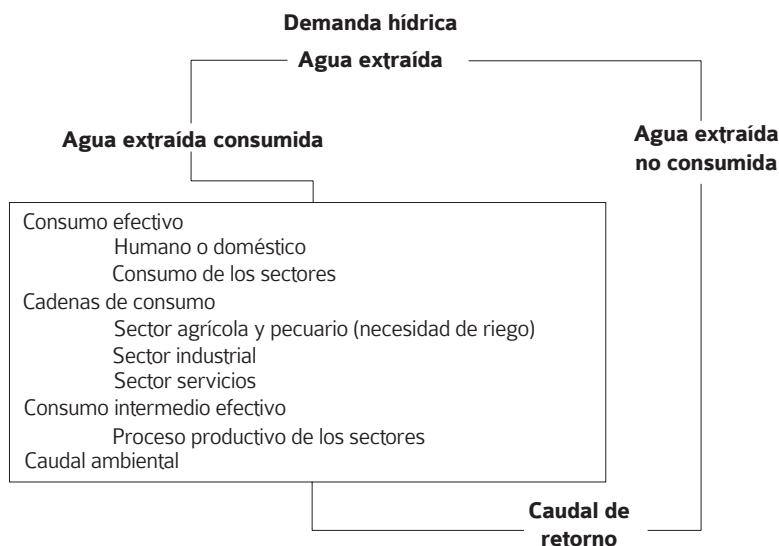 Demanda hídrica
Agua extraída
Agua extraída consumida
Agua extraída
no consumida
Consumo efectivo
Humano o doméstico
Consumo de los sectores
Cadenas de consumo
Sector agrícola y pecuario (necesidad de riego)
Sector industrial
Sector servicios
Consumo intermedio efectivo
Proceso productivo de los sectores
Caudal ambiental
Caudal de
retorno